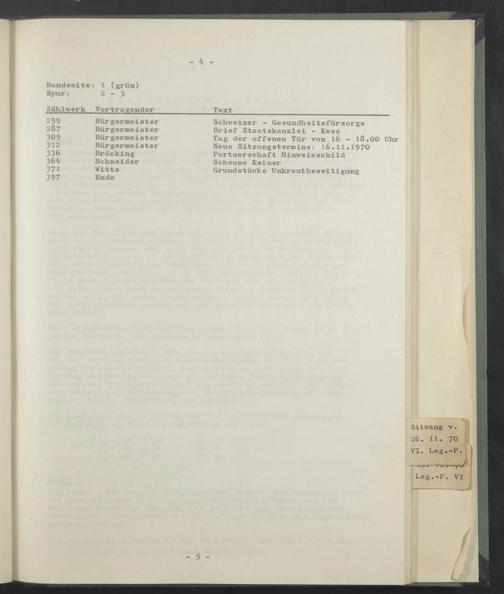 - 4 -
Bandseite: 1 (grün)
Spur: 2 - 3
Zählwerk Vortragender Text
259 Bürgermeister Schweizer - Gesundheitsfürsorge
287 Bürgermeister Brief Staatskanzlei - Kwea
309 Bürgermeister Tag der offenen Tür von 16 - 18.00 Uhr
312 Bürgermeister Neue Sitzungstermine: 16.11.1970
336 Bröcking Partnerschaft Hinweisschild
364 Schneider Scheune Keiner
371 Witte Grundstücke Unkrautbeseitigung
397 Ende
Sitzung v.
26. 11. 70
VI. Leg.-P.
Leg.-P. VI
- 5 -